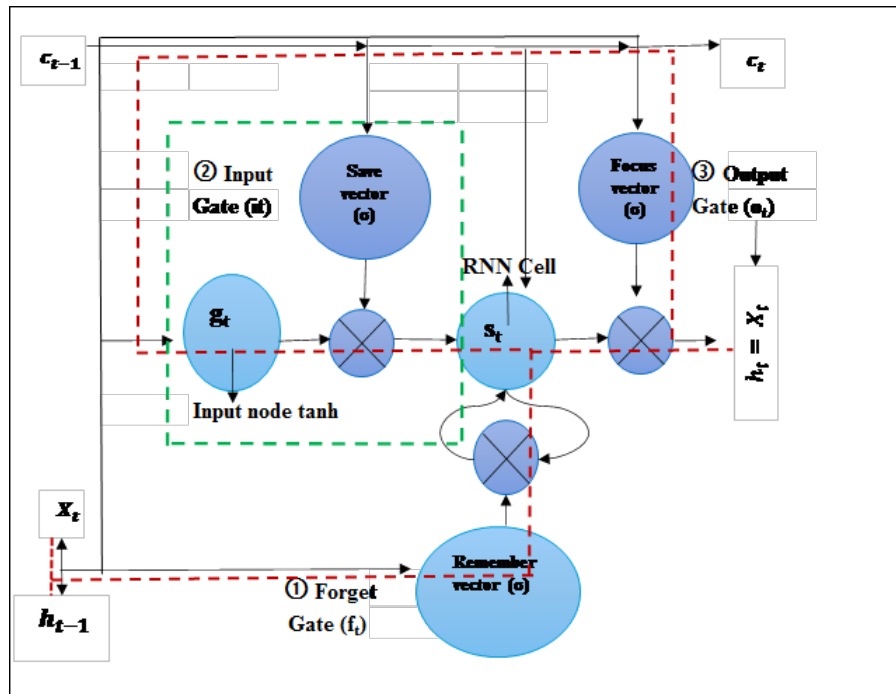 c_{t-1}
c_t
② Input
Gate (it)
Save
vector
(σ)
Focus
vector
(σ)
③ Output
Gate (o_t)
RNN Cell
g_t
s_t
h_t = X_t
Input node tanh
X_t
Remember
vector (σ)
① Forget
Gate (f_t)
h_{t-1}